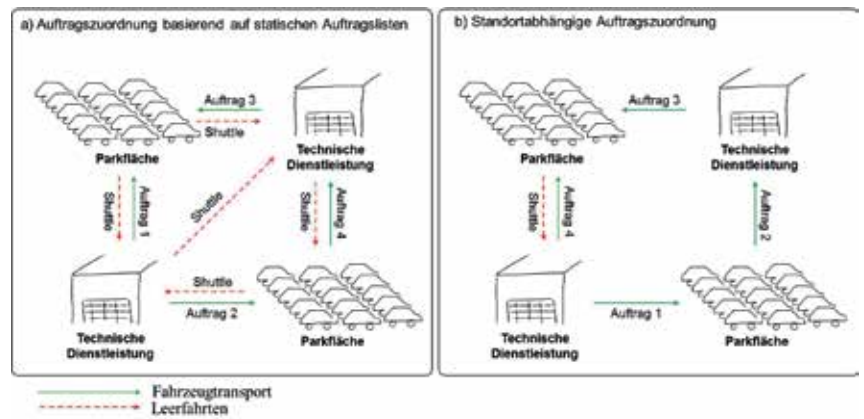 a) Auftragszuordnung basierend auf statischen Auftragslisten
Auftrag 3
Shuttle
Parkfläche
Technische
Dienstleistung
Shuttle
Auftrag 1
Shuttle
Shuttle
Auftrag 4
Shuttle
Auftrag 2
Technische
Dienstleistung
Parkfläche
b) Standortabhängige Auftragszuordnung
Auftrag 3
Parkfläche
Technische
Dienstleistung
Shuttle
Auftrag 4
Auftrag 2
Auftrag 1
Technische
Dienstleistung
Parkfläche
Fahrzeugtransport
Leerfahrten